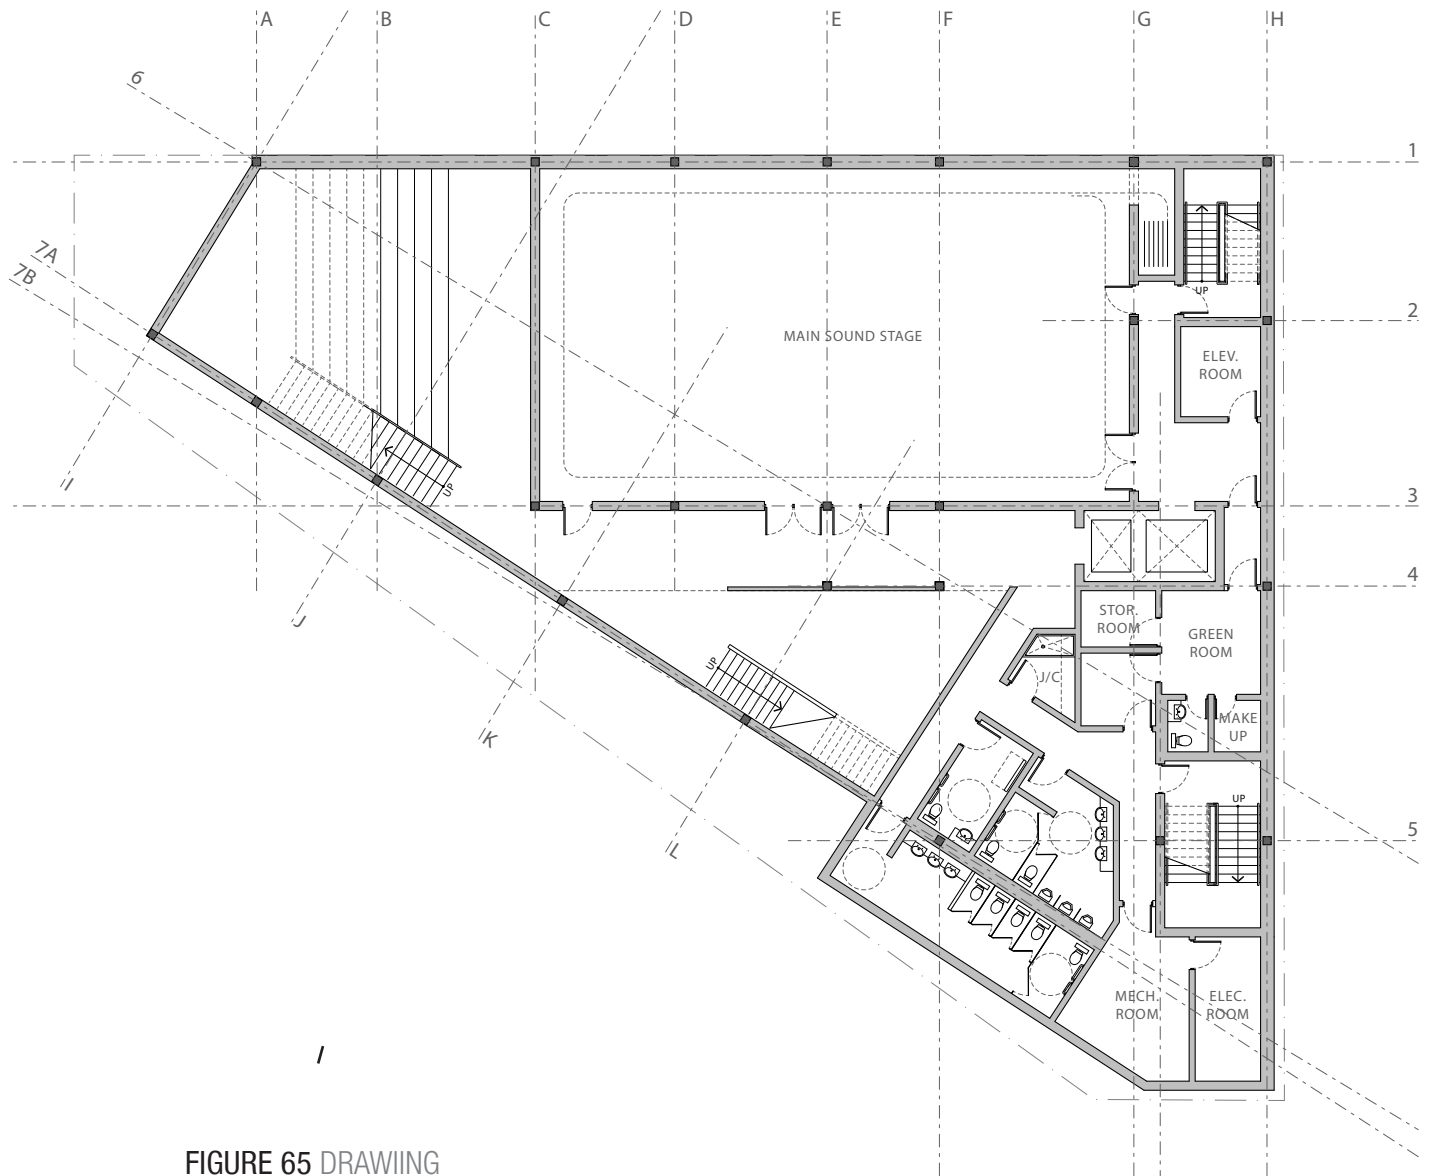 A
B
C
D
E
F
G
H
6
1
7A
7B
2
3
4
5
I
J
K
L
UP
MAIN SOUND STAGE
ELEV.
ROOM
UP
STOR.
ROOM
GREEN
ROOM
UP
J/C
MAKE
UP
UP
MECH.
ROOM
ELEC.
ROOM
/
FIGURE 65 DRAWIING